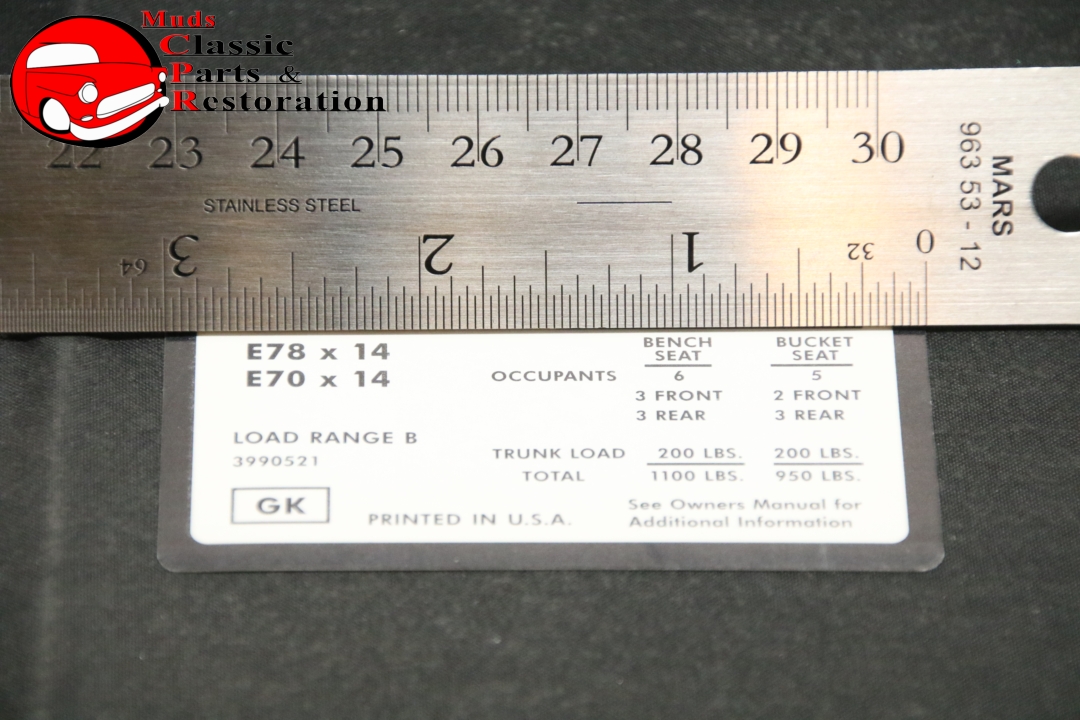 Muds
Classic
Parts &
Restoration
22 23 24 25 26 27 28 29 30
MARS
963 53 - 12
STAINLESS STEEL
64 3 2 1 32 0
E78 x 14
E70 x 14
BENCH SEAT BUCKET SEAT
OCCUPANTS 6 5
3 FRONT 2 FRONT
3 REAR 3 REAR
LOAD RANGE B
3990521
TRUNK LOAD 200 LBS. 200 LBS.
TOTAL 1100 LBS. 950 LBS.
GK
PRINTED IN U.S.A.
See Owners Manual for
Additional Information